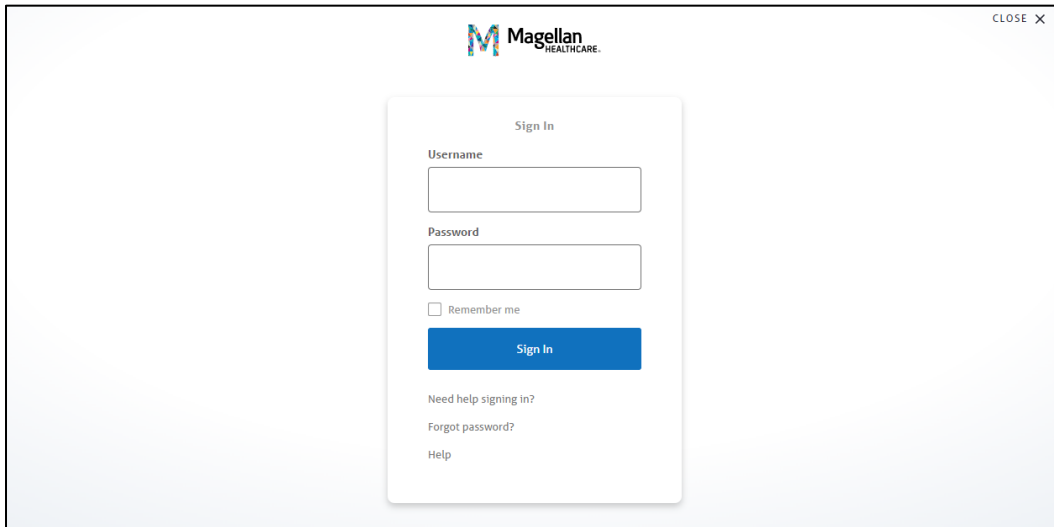 CLOSE X
Magellan
HEALTHCARE.
Sign In
Username
Password
Remember me
Sign In
Need help signing in?
Forgot password?
Help